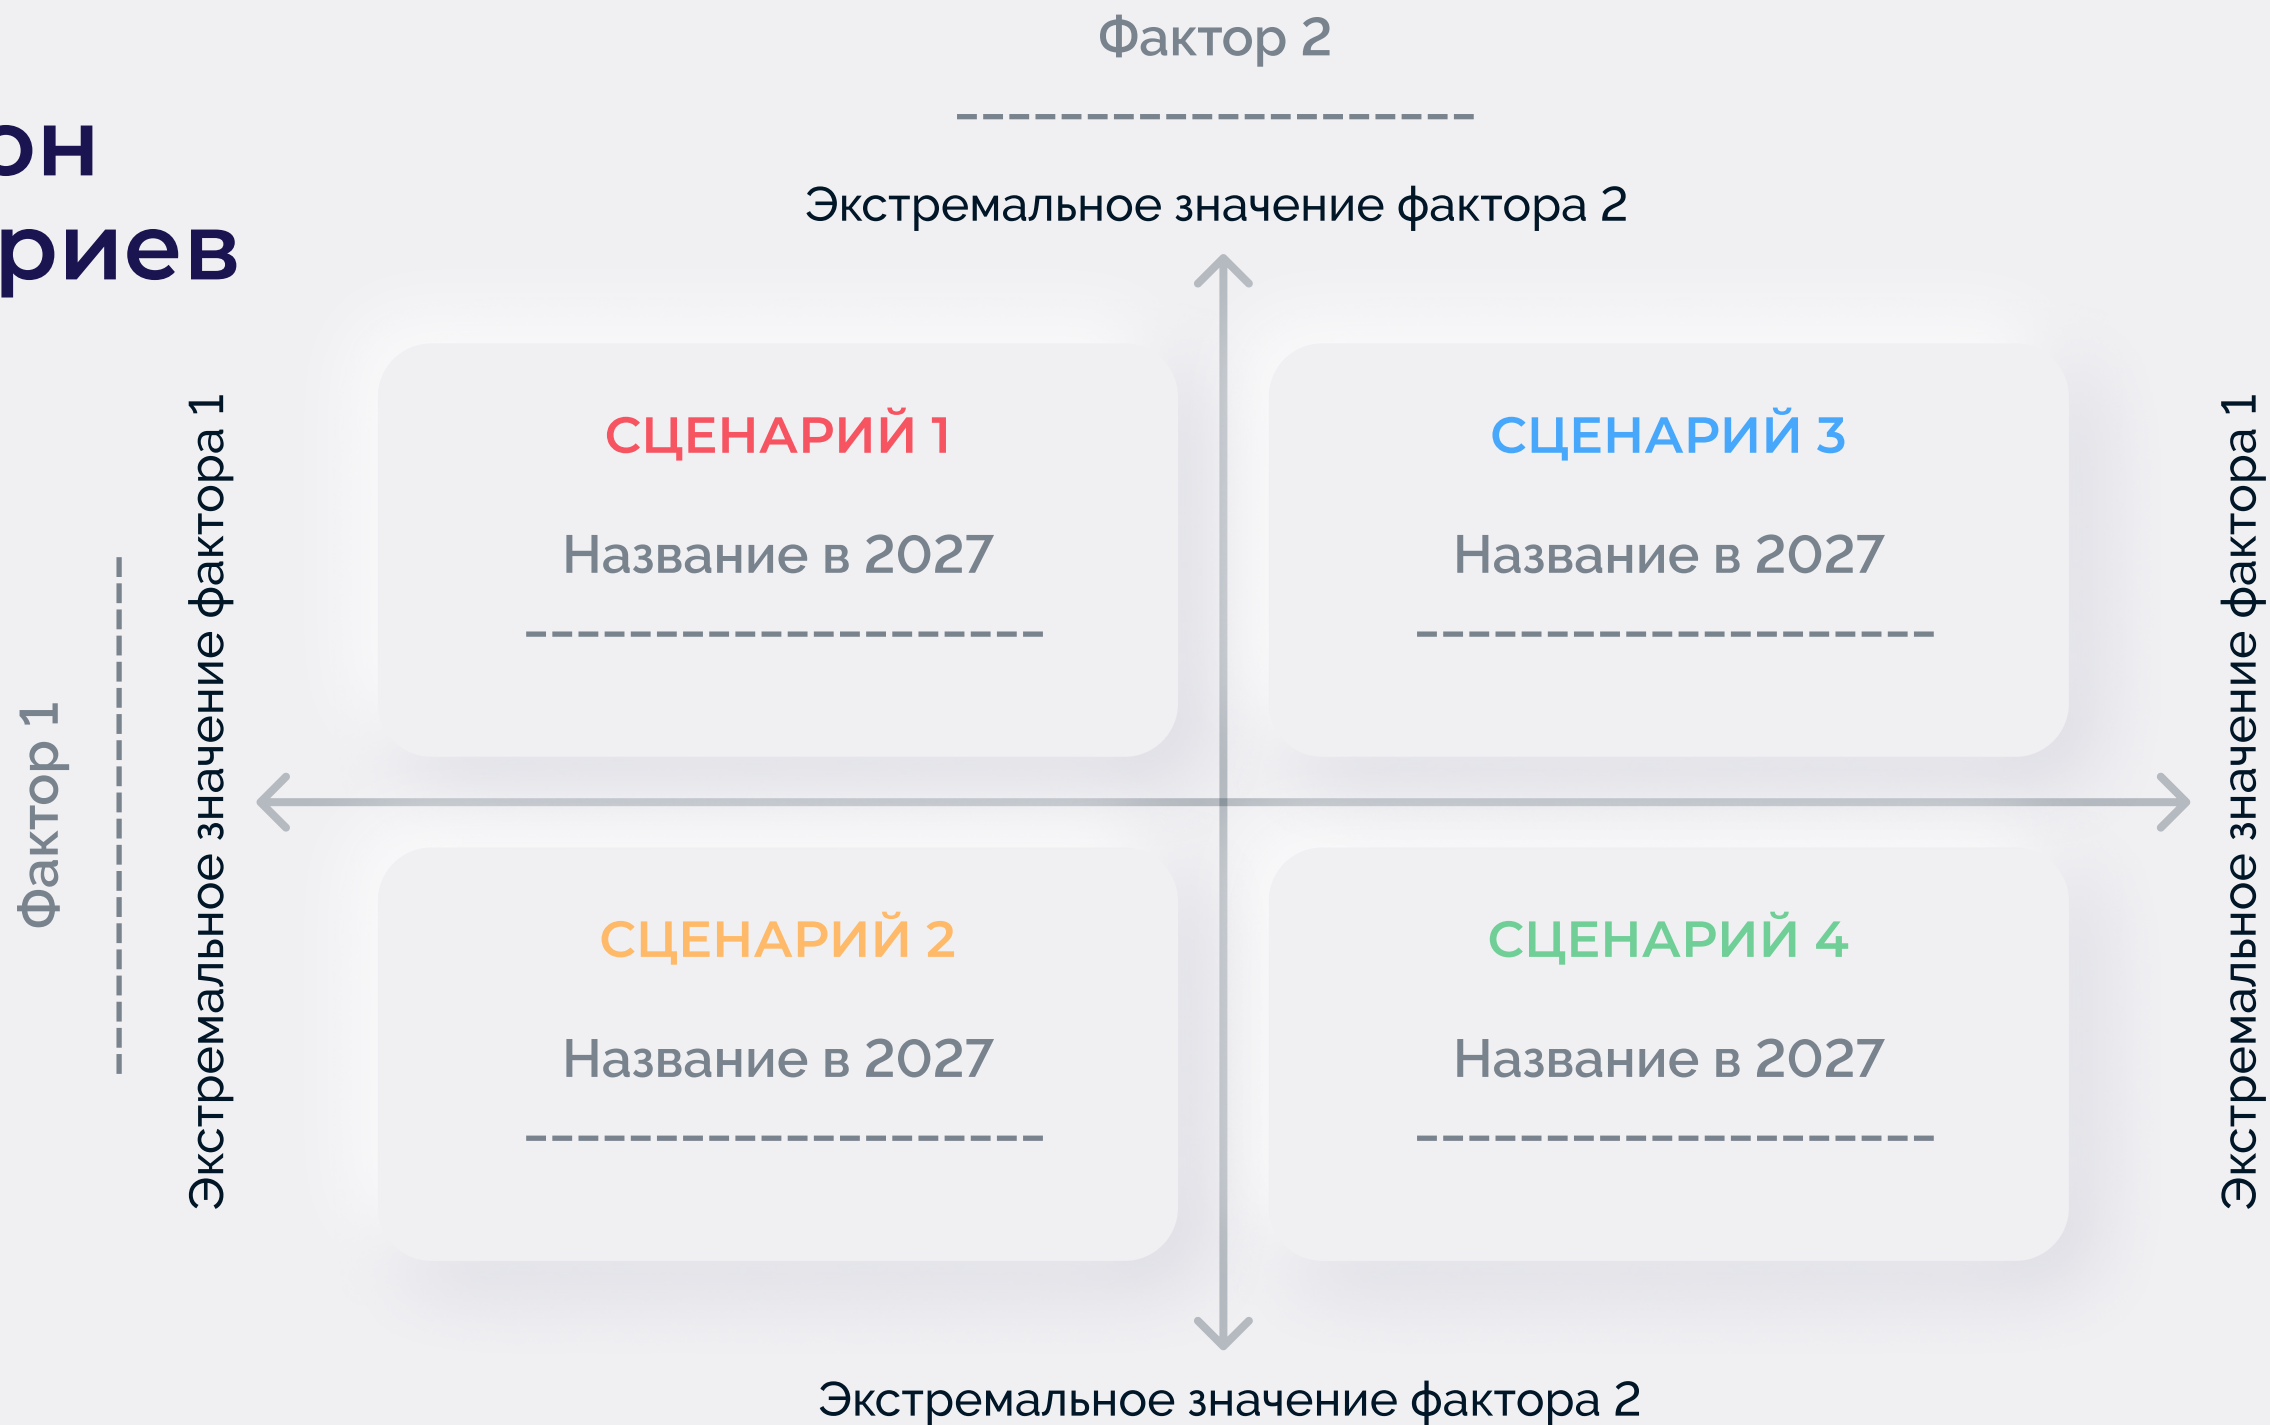 Фактор 2
он
риев
Экстремальное значение фактора 2
Фактор 1
Экстремальное значение фактора 1
СЦЕНАРИЙ 1
Название в 2027
СЦЕНАРИЙ 3
Название в 2027
Экстремальное значение фактора 1
СЦЕНАРИЙ 2
Название в 2027
СЦЕНАРИЙ 4
Название в 2027
Экстремальное значение фактора 2